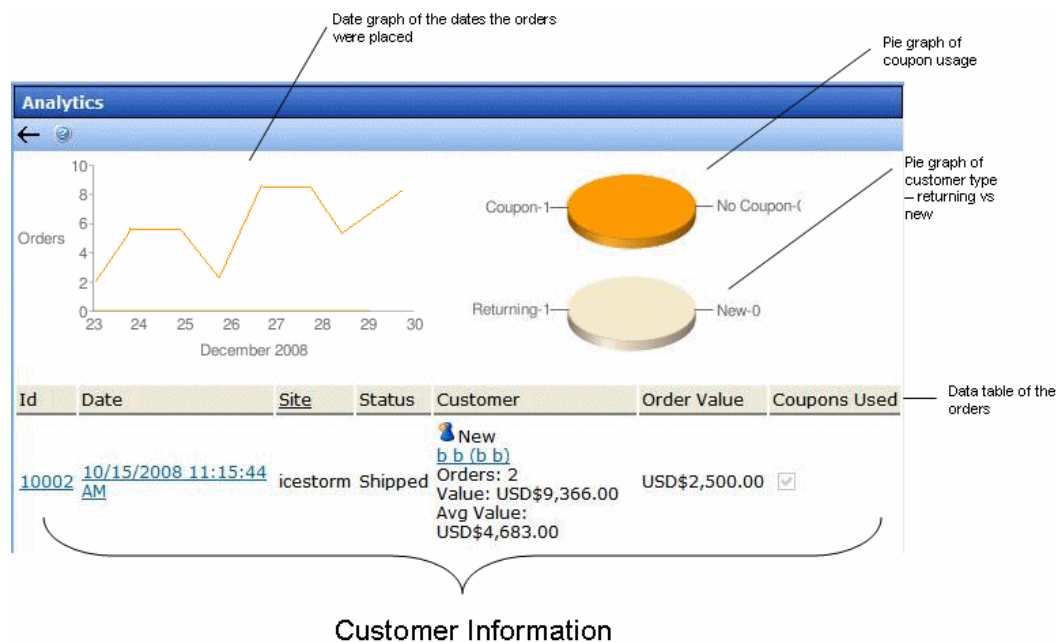 Date graph of the dates the orders
were placed
Pie graph of
coupon usage
Analytics
10
8
6
4
2
0
Orders
23 24 25 26 27 28 29 30
December 2008
Coupon-1
No Coupon-(
Pie graph of
customer type
– returning vs
new
Returning-1
New-0
Id Date Site Status Customer Order Value Coupons Used
Data table of the
orders
10002
10/15/2008 11:15:44
AM
icestorm
Shipped
New
b b (b b)
Orders: 2
Value: USD$9,366.00
Avg Value:
USD$4,683.00
USD$2,500.00
Customer Information